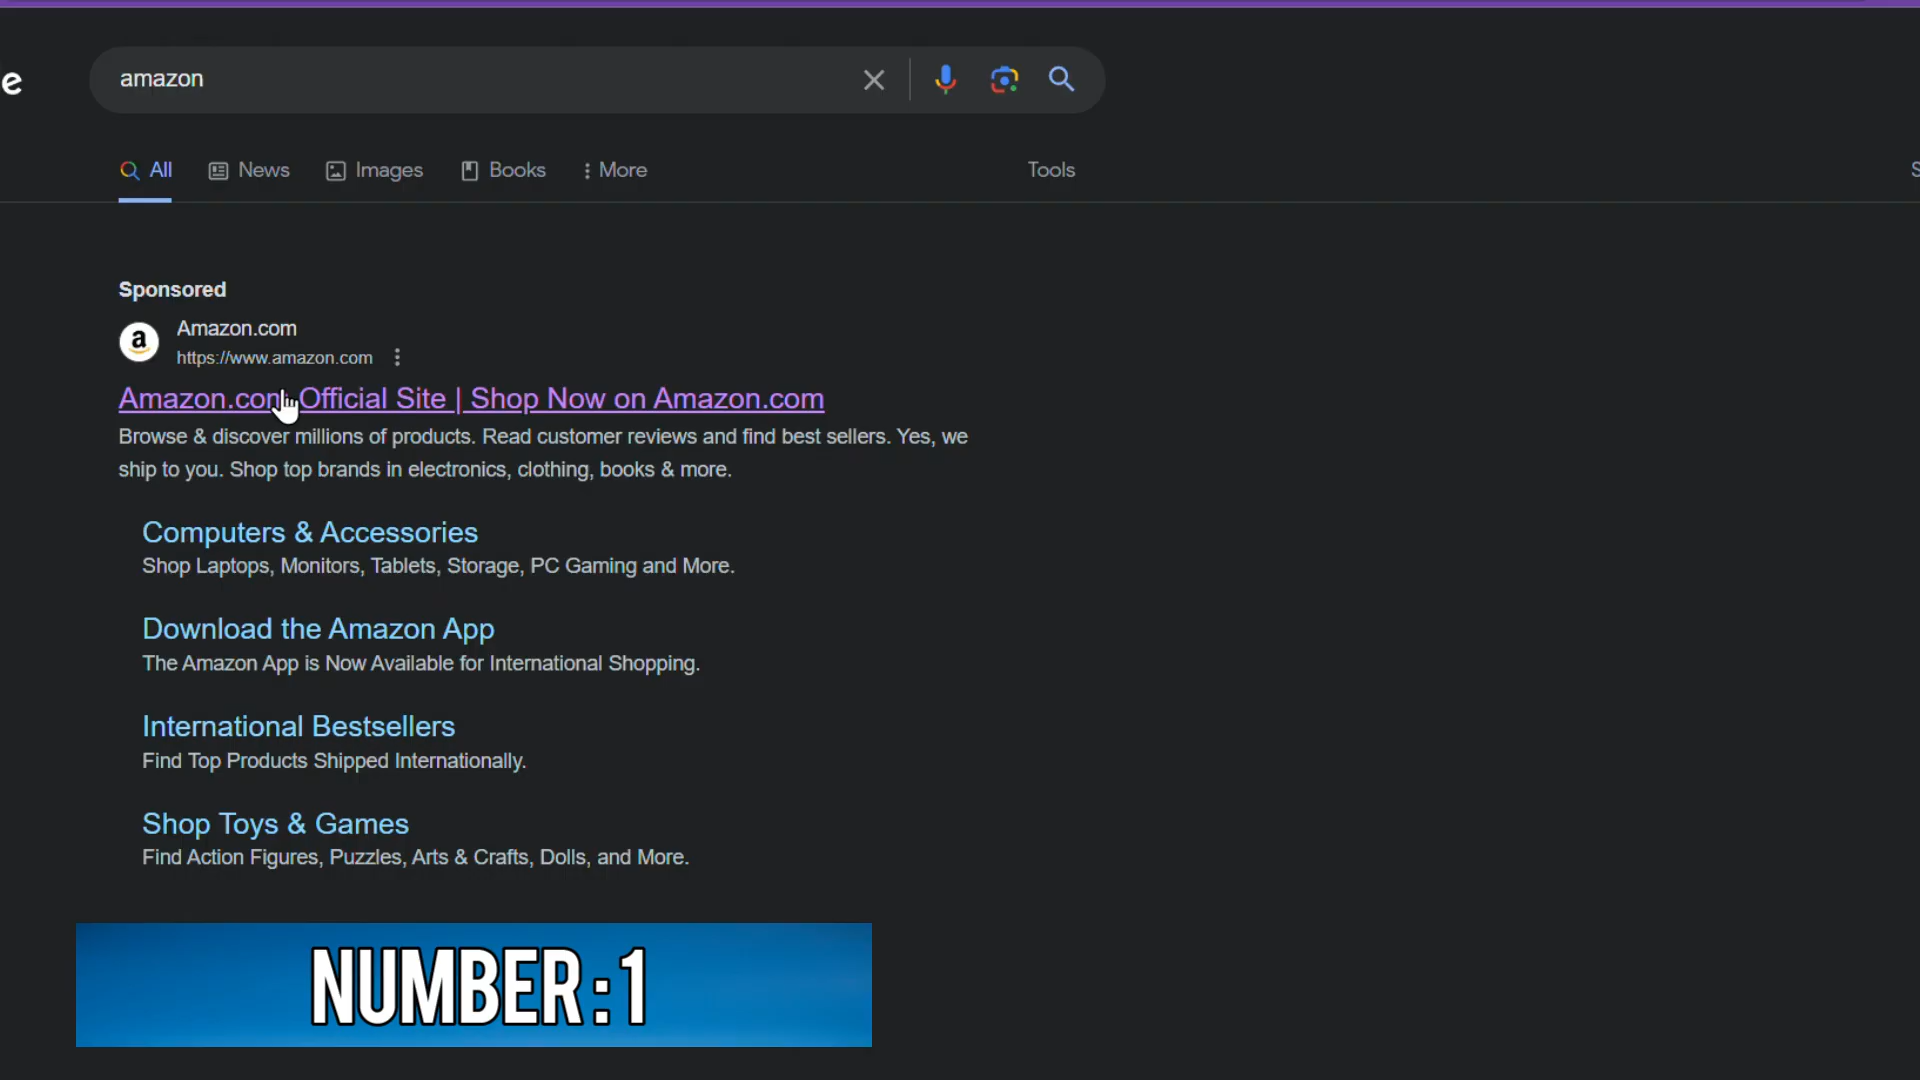 e
amazon
All News Images Books More Tools S
Sponsored
a
Amazon.com
https://www.amazon.com
Amazon.com Official Site | Shop Now on Amazon.com
Browse & discover millions of products. Read customer reviews and find best sellers. Yes, we
ship to you. Shop top brands in electronics, clothing, books & more.
Computers & Accessories
Shop Laptops, Monitors, Tablets, Storage, PC Gaming and More.
Download the Amazon App
The Amazon App is Now Available for International Shopping.
International Bestsellers
Find Top Products Shipped Internationally.
Shop Toys & Games
Find Action Figures, Puzzles, Arts & Crafts, Dolls, and More.
NUMBER:1